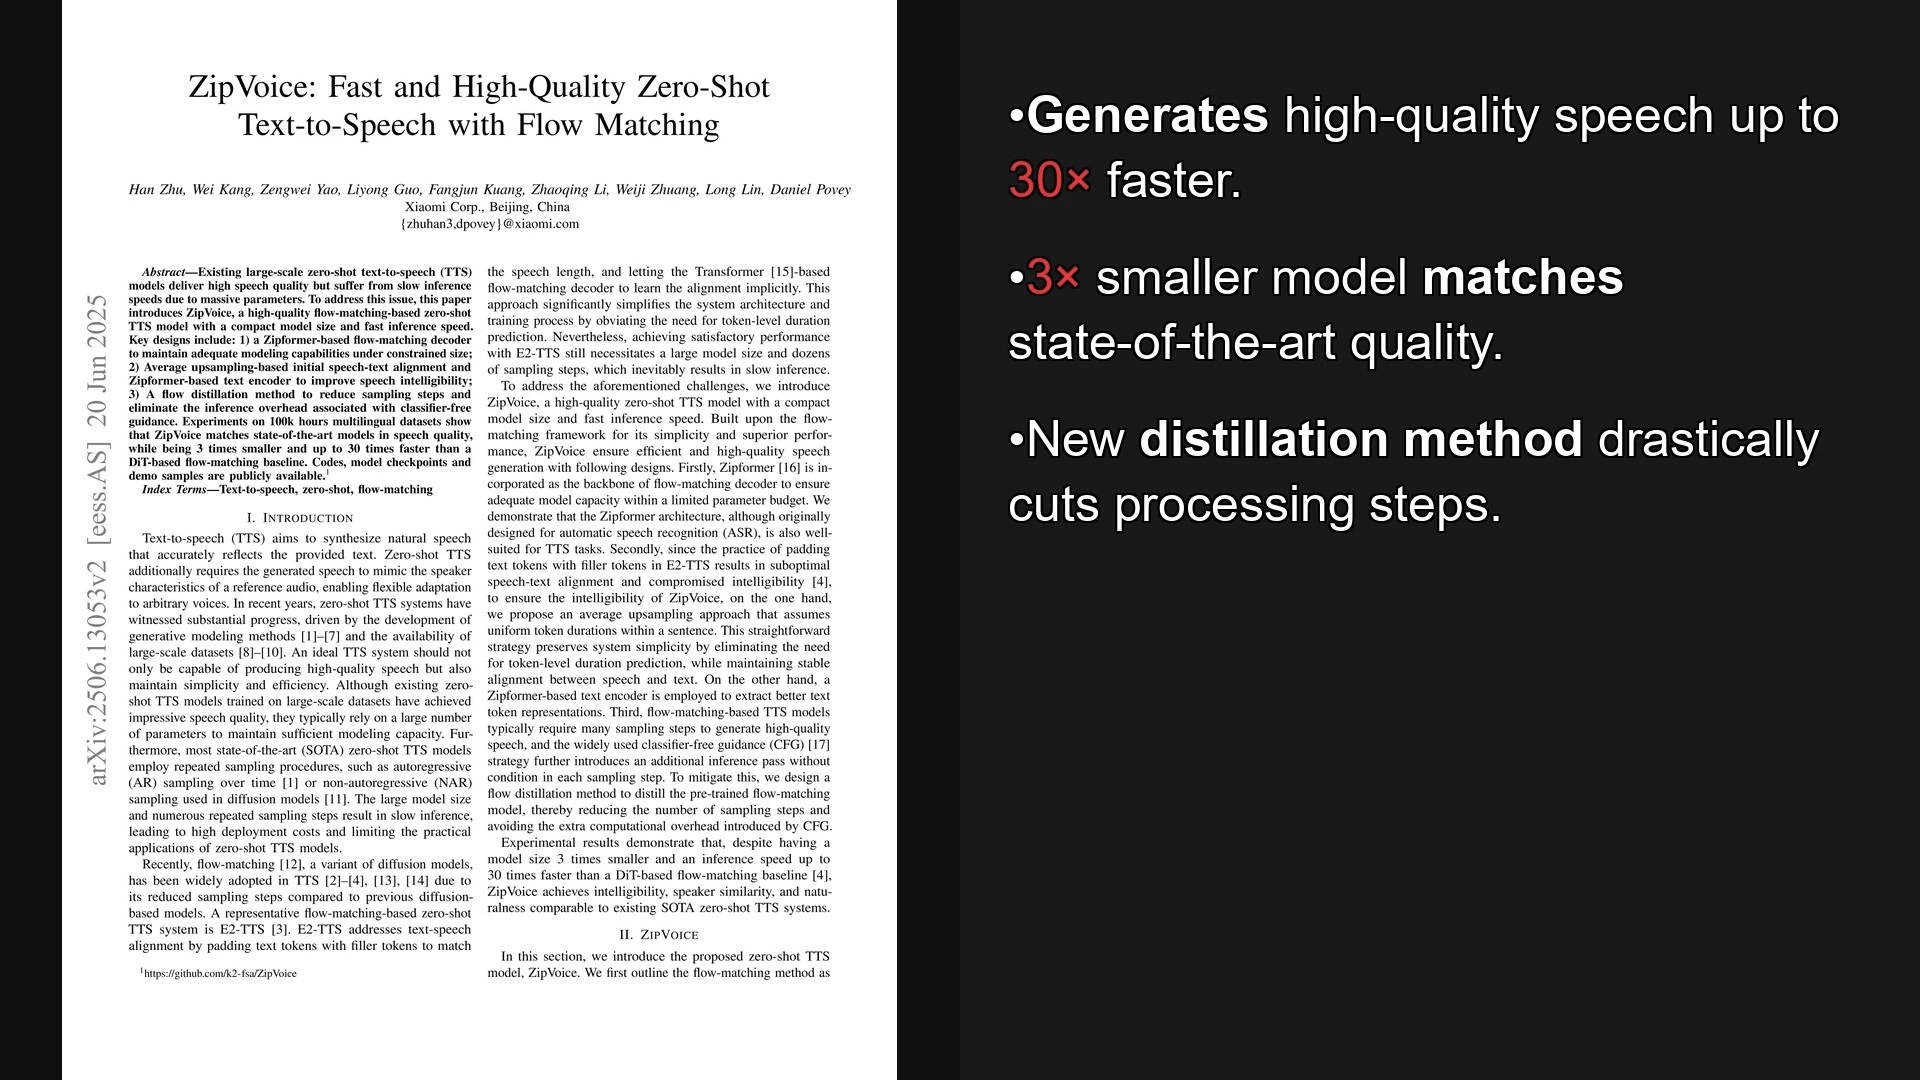 ZipVoice: Fast and High-Quality Zero-Shot
Text-to-Speech with Flow Matching
Han Zhu, Wei Kang, Zengwei Yao, Liyong Guo, Fangjun Kuang, Zhaoqing Li, Weiji Zhuang, Long Lin, Daniel Povey
Xiaomi Corp., Beijing, China
{zhuhan3,dpovey}@xiaomi.com
arXiv:2506.13053v2 [eess.AS] 20 Jun 2025
Abstract—Existing large-scale zero-shot text-to-speech (TTS)
models deliver high speech quality but suffer from slow inference
speeds due to massive parameters. To address this issue, this paper
introduces ZipVoice, a high-quality flow-matching-based zero-shot
TTS model with a compact model size and fast inference speed.
Key designs include: 1) a Zipformer-based flow-matching decoder
to maintain adequate modeling capabilities under constrained size;
2) Average upsampling-based initial speech-text alignment and
Zipformer-based text encoder to improve speech intelligibility;
3) A flow distillation method to reduce sampling steps and
eliminate the inference overhead associated with classifier-free
guidance. Experiments on 100k hours multilingual datasets show
that ZipVoice matches state-of-the-art models in speech quality,
while being 3 times smaller and up to 30 times faster than a
DiT-based flow-matching baseline. Codes, model checkpoints and
demo samples are publicly available.1
Index Terms—Text-to-speech, zero-shot, flow-matching
I. INTRODUCTION
Text-to-speech (TTS) aims to synthesize natural speech
that accurately reflects the provided text. Zero-shot TTS
additionally requires the generated speech to mimic the speaker
characteristics of a reference audio, enabling flexible adaptation
to arbitrary voices. In recent years, zero-shot TTS systems have
witnessed substantial progress, driven by the development of
generative modeling methods [1]–[7] and the availability of
large-scale datasets [8]–[10]. An ideal TTS system should not
only be capable of producing high-quality speech but also
maintain simplicity and efficiency. Although existing zero-
shot TTS models trained on large-scale datasets have achieved
impressive speech quality, they typically rely on a large number
of parameters to maintain sufficient modeling capacity. Fur-
thermore, most state-of-the-art (SOTA) zero-shot TTS models
employ repeated sampling procedures, such as autoregressive
(AR) sampling over time [1] or non-autoregressive (NAR)
sampling used in diffusion models [11]. The large model size
and numerous repeated sampling steps result in slow inference,
leading to high deployment costs and limiting the practical
applications of zero-shot TTS models.
Recently, flow-matching [12], a variant of diffusion models,
has been widely adopted in TTS [2]–[4], [13], [14] due to
its reduced sampling steps compared to previous diffusion-
based models. A representative flow-matching-based zero-shot
TTS system is E2-TTS [3]. E2-TTS addresses text-speech
alignment by padding text tokens with filler tokens to match
1https://github.com/k2-fsa/ZipVoice
the speech length, and letting the Transformer [15]-based
flow-matching decoder to learn the alignment implicitly. This
approach significantly simplifies the system architecture and
training process by obviating the need for token-level duration
prediction. Nevertheless, achieving satisfactory performance
with E2-TTS still necessitates a large model size and dozens
of sampling steps, which inevitably results in slow inference.
To address the aforementioned challenges, we introduce
ZipVoice, a high-quality zero-shot TTS model with a compact
model size and fast inference speed. Built upon the flow-
matching framework for its simplicity and superior perfor-
mance, ZipVoice ensure efficient and high-quality speech
generation with following designs. Firstly, Zipformer [16] is in-
corporated as the backbone of flow-matching decoder to ensure
adequate model capacity within a limited parameter budget. We
demonstrate that the Zipformer architecture, although originally
designed for automatic speech recognition (ASR), is also well-
suited for TTS tasks. Secondly, since the practice of padding
text tokens with filler tokens in E2-TTS results in suboptimal
speech-text alignment and compromised intelligibility [4],
to ensure the intelligibility of ZipVoice, on the one hand,
we propose an average upsampling approach that assumes
uniform token durations within a sentence. This straightforward
strategy preserves system simplicity by eliminating the need
for token-level duration prediction, while maintaining stable
alignment between speech and text. On the other hand, a
Zipformer-based text encoder is employed to extract better text
token representations. Third, flow-matching-based TTS models
typically require many sampling steps to generate high-quality
speech, and the widely used classifier-free guidance (CFG) [17]
strategy further introduces an additional inference pass without
condition in each sampling step. To mitigate this, we design a
flow distillation method to distill the pre-trained flow-matching
model, thereby reducing the number of sampling steps and
avoiding the extra computational overhead introduced by CFG.
Experimental results demonstrate that, despite having a
model size 3 times smaller and an inference speed up to
30 times faster than a DiT-based flow-matching baseline [4],
ZipVoice achieves intelligibility, speaker similarity, and natu-
ralness comparable to existing SOTA zero-shot TTS systems.
II. ZIPVOICE
In this section, we introduce the proposed zero-shot TTS
model, ZipVoice. We first outline the flow-matching method as
•Generates high-quality speech up to
30× faster.
•3× smaller model matches
state-of-the-art quality.
•New distillation method drastically
cuts processing steps.